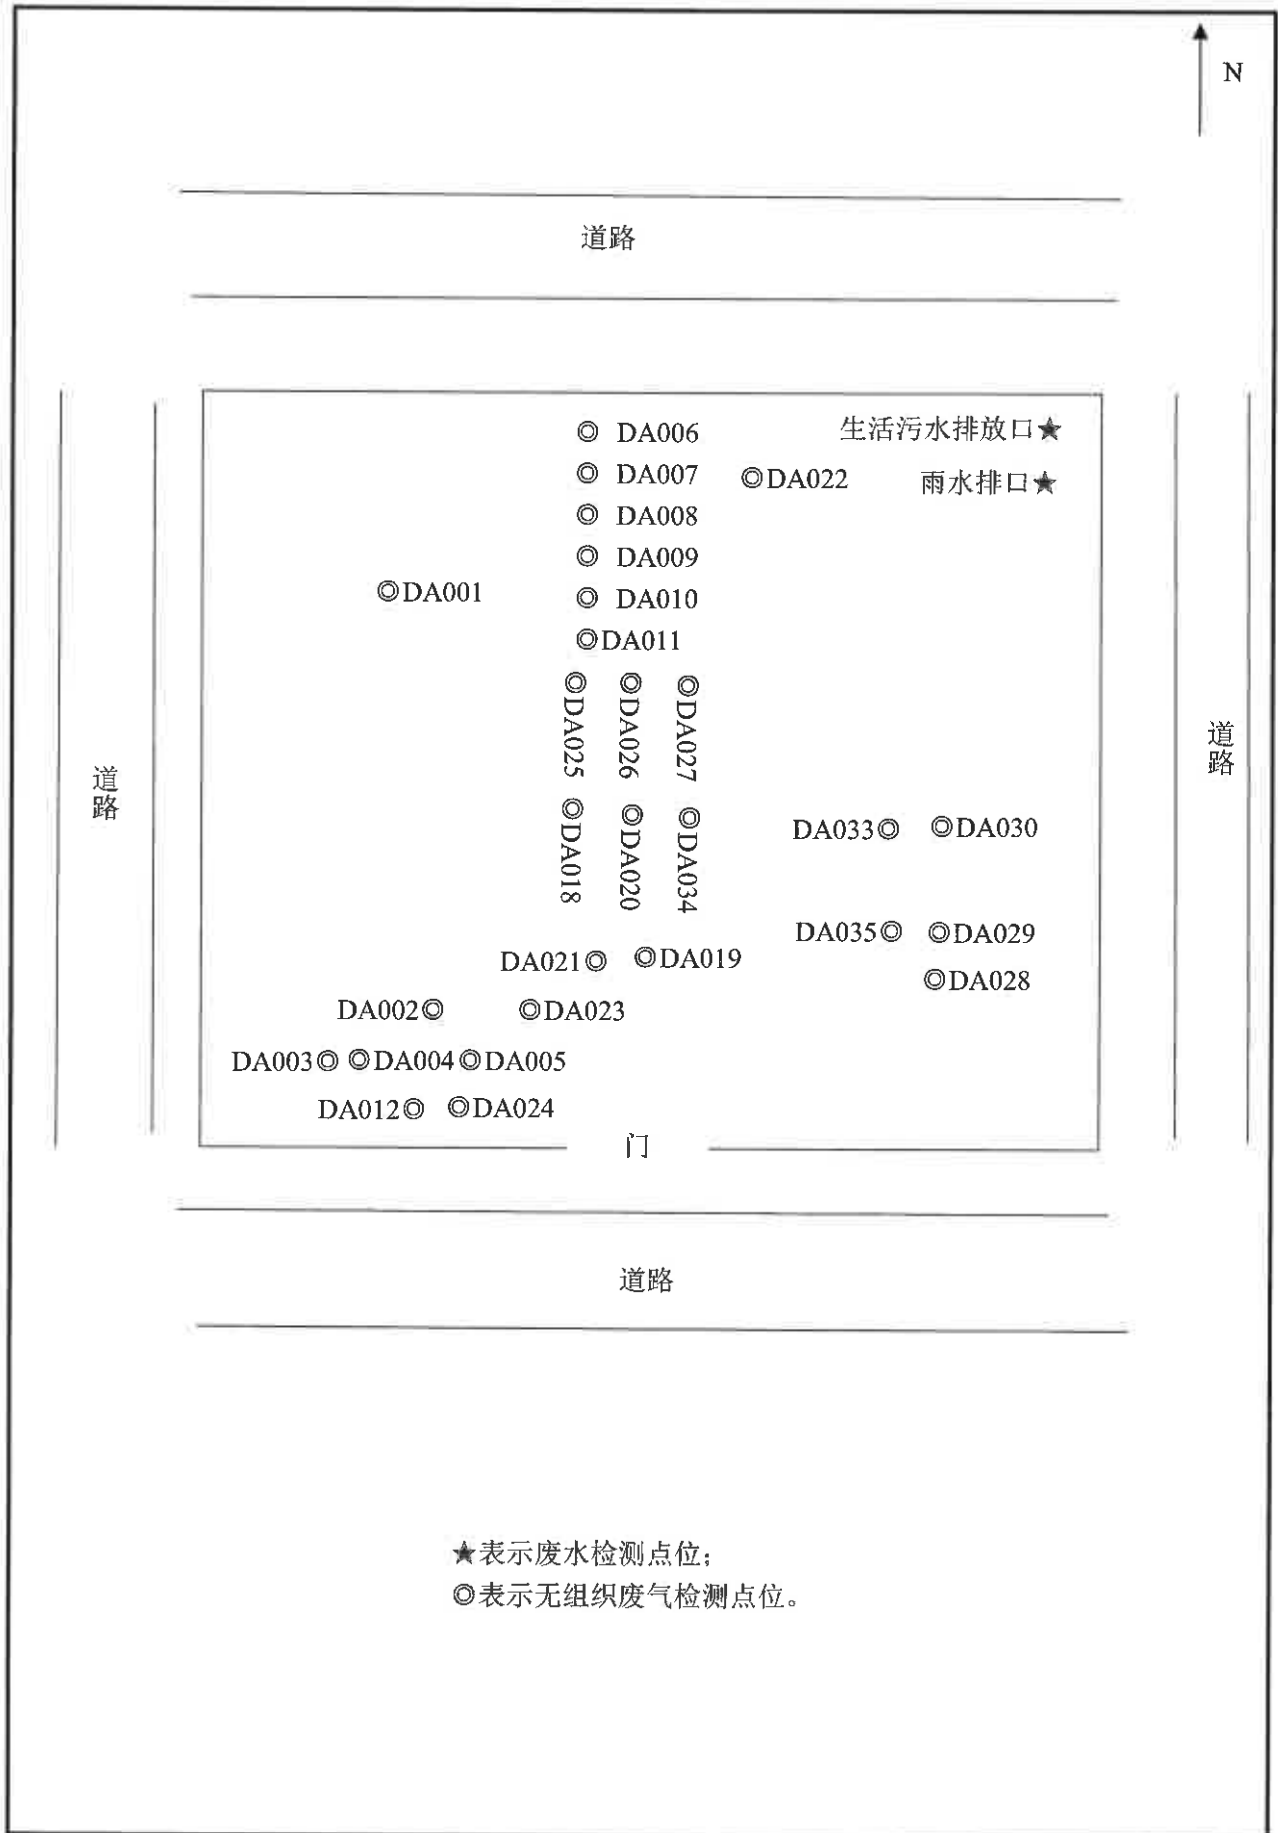 N
道路
◎ DA006
生活污水排放口★
◎ DA007
◎DA022
雨水排口★
◎ DA008
◎ DA009
◎DA001
◎ DA010
◎DA011
◎DA025
◎DA026
◎DA027
道路
道路
◎DA018
◎DA020
◎DA034
DA033◎
◎DA030
DA035◎
◎DA029
DA021◎
◎DA019
◎DA028
DA002◎
◎DA023
DA003◎ ◎DA004◎DA005
DA012◎
◎DA024
门
道路
★表示废水检测点位；
◎表示无组织废气检测点位。